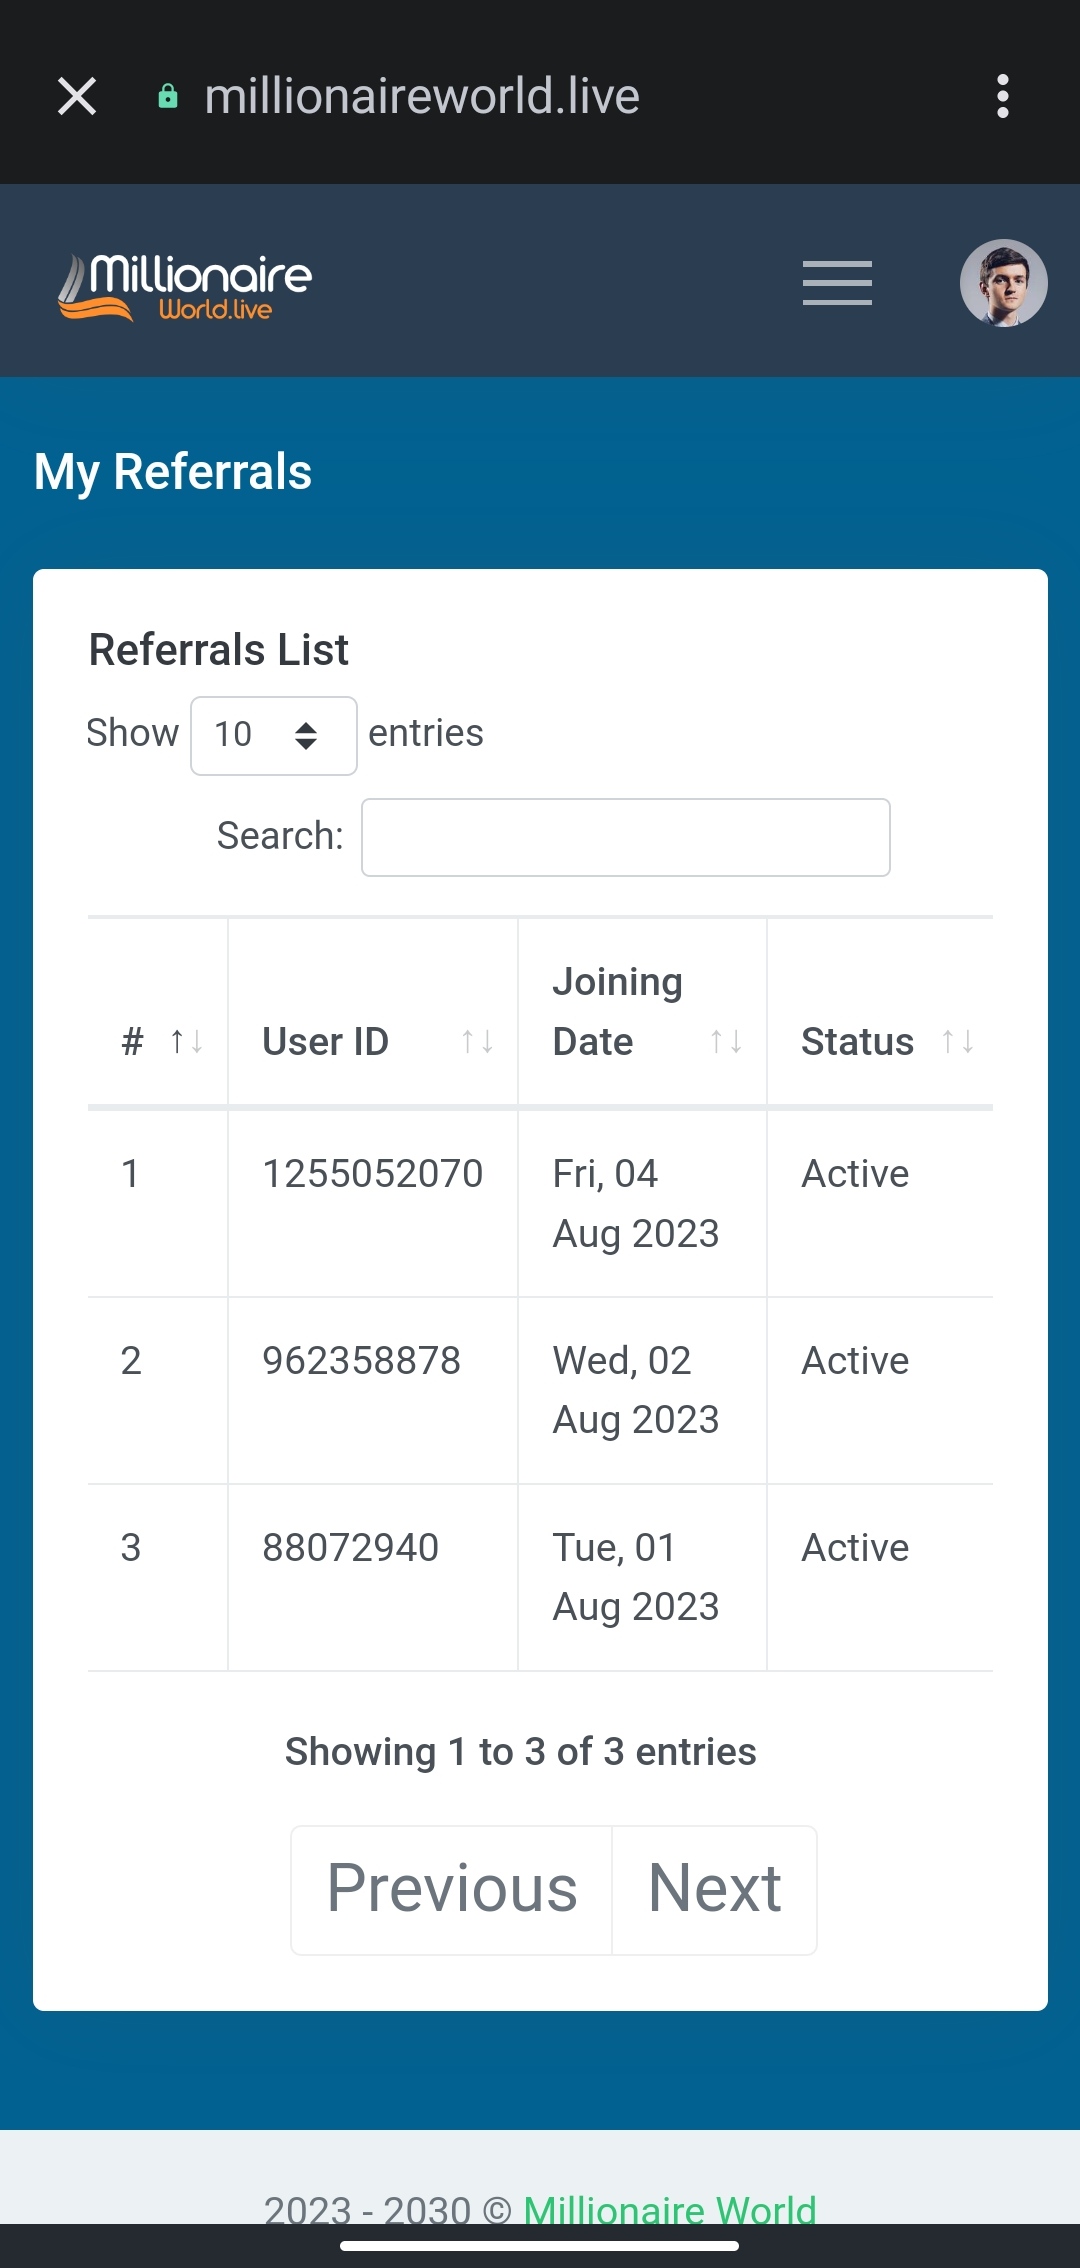 millionaireworld.live
Millionaire
World.live
My Referrals
Referrals List
Show 10 entries
Search:
# ↑↓ User ID ↑↓ Joining Date ↑↓ Status ↑↓
1 1255052070 Fri, 04 Aug 2023 Active
2 962358878 Wed, 02 Aug 2023 Active
3 88072940 Tue, 01 Aug 2023 Active
Showing 1 to 3 of 3 entries
Previous Next
2023 - 2030 © Millionaire World